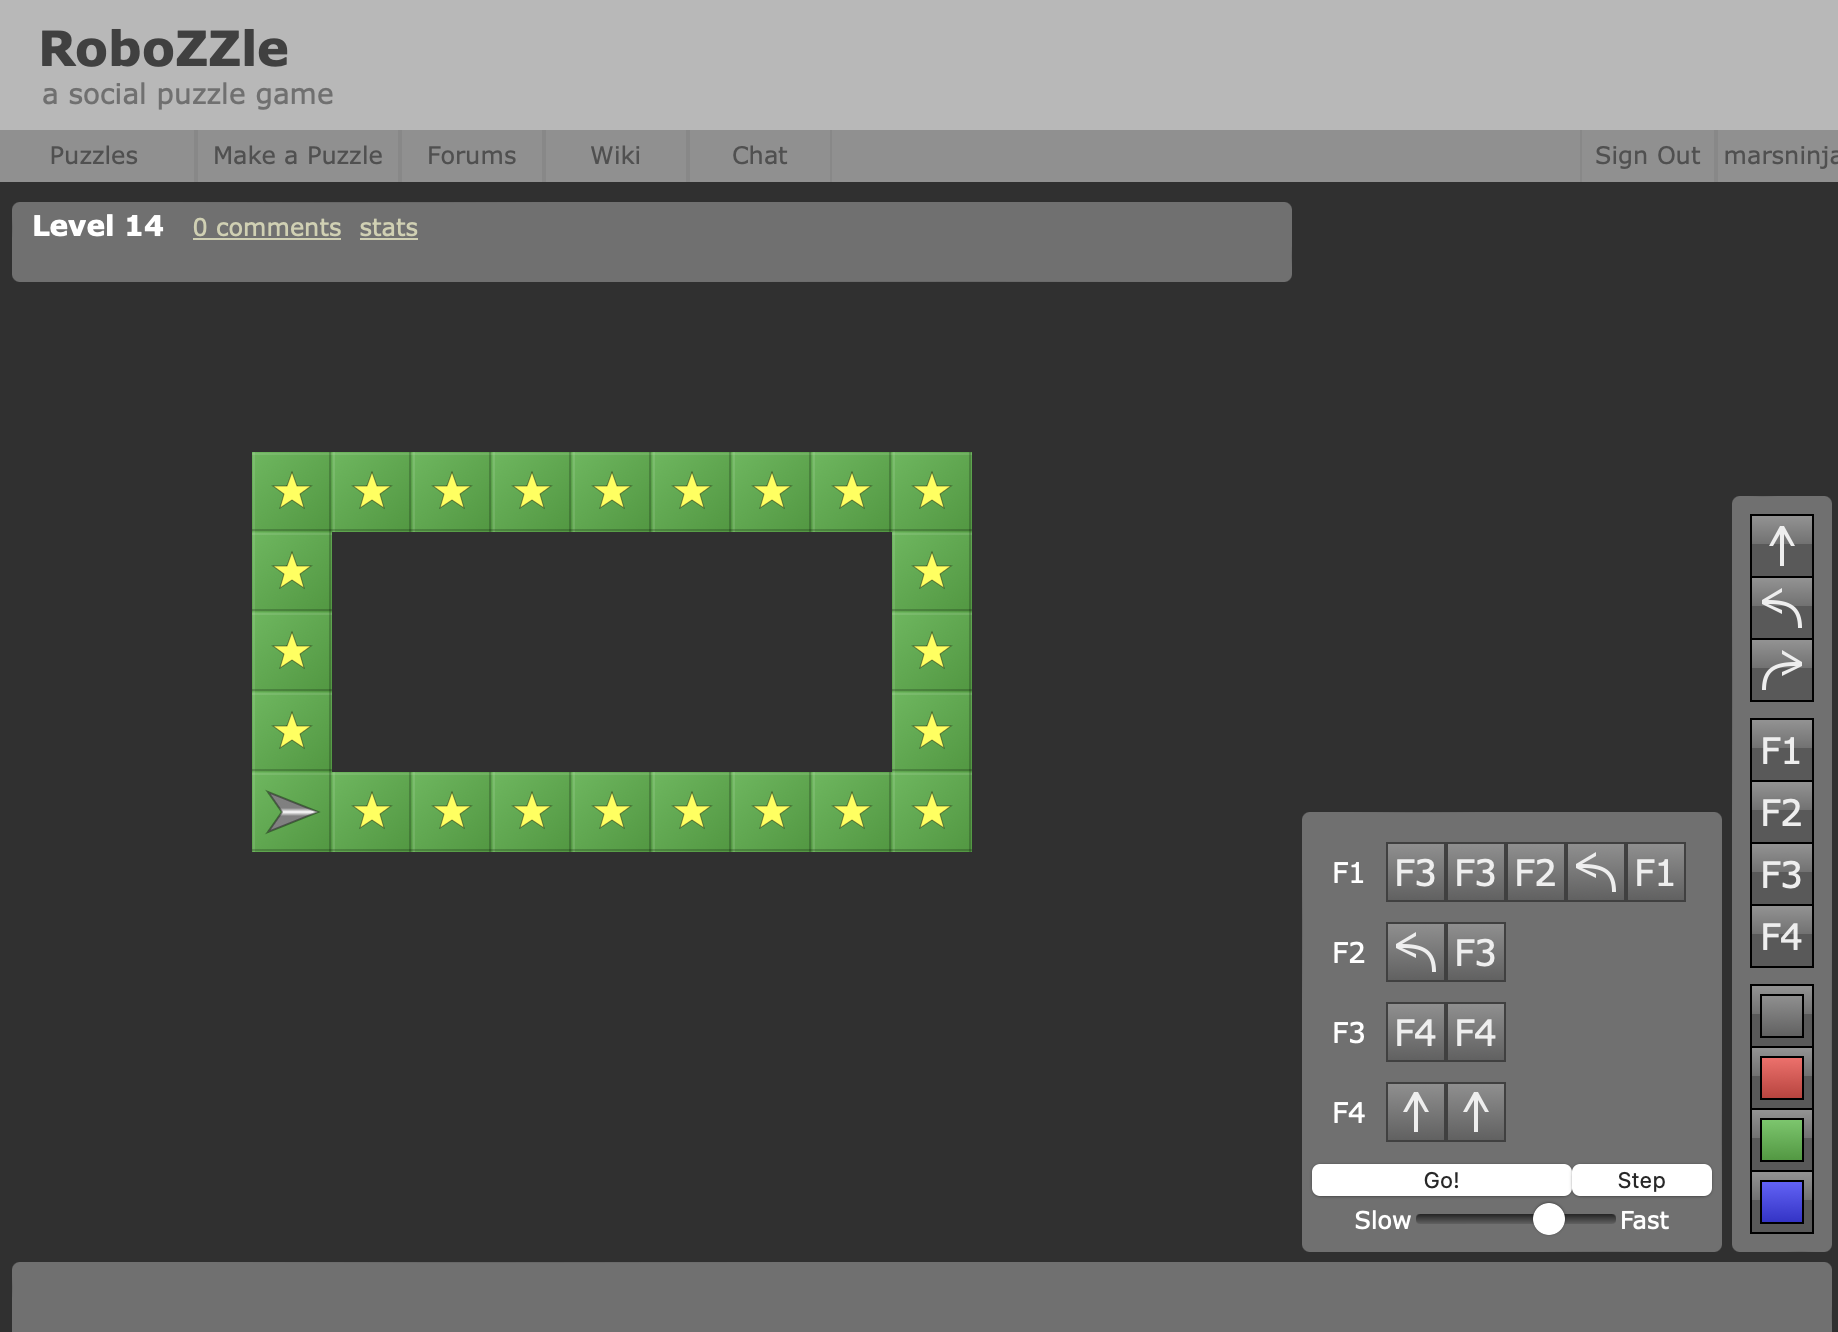 RoboZZle
a social puzzle game
Puzzles Make a Puzzle Forums Wiki Chat Sign Out marsninja
Level 14 0 comments stats
F1
F2
F3
F4
F1 F3 F3 F2 F1
F2 F3
F3 F4 F4
F4
Go! Step
Slow Fast